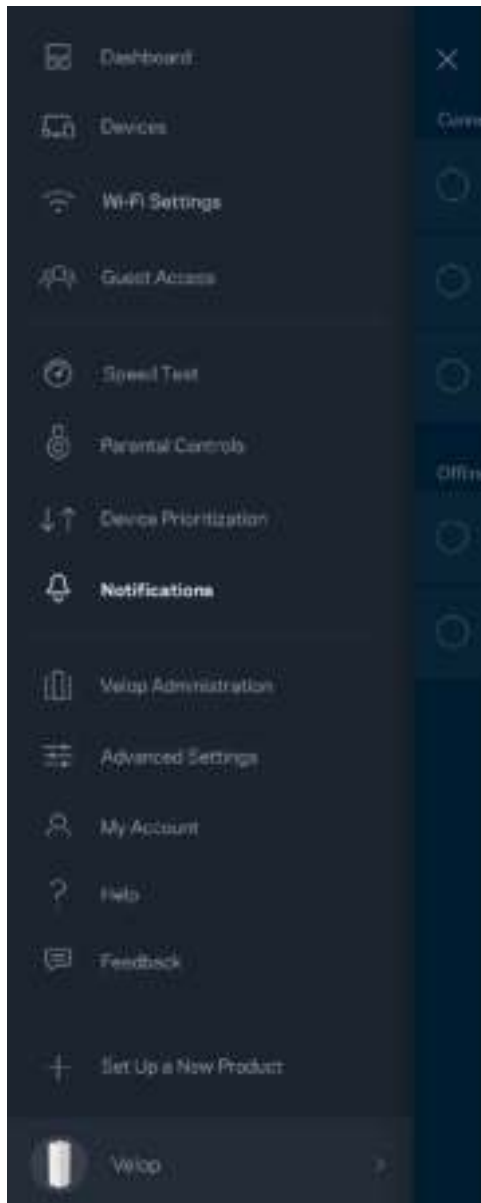 Dashboard
Devices
Wi-Fi Settings
Guest Access
Speed Test
Parental Controls
Device Prioritization
Notifications
Velop Administration
Advanced Settings
My Account
Help
Feedback
Set Up a New Product
Velop